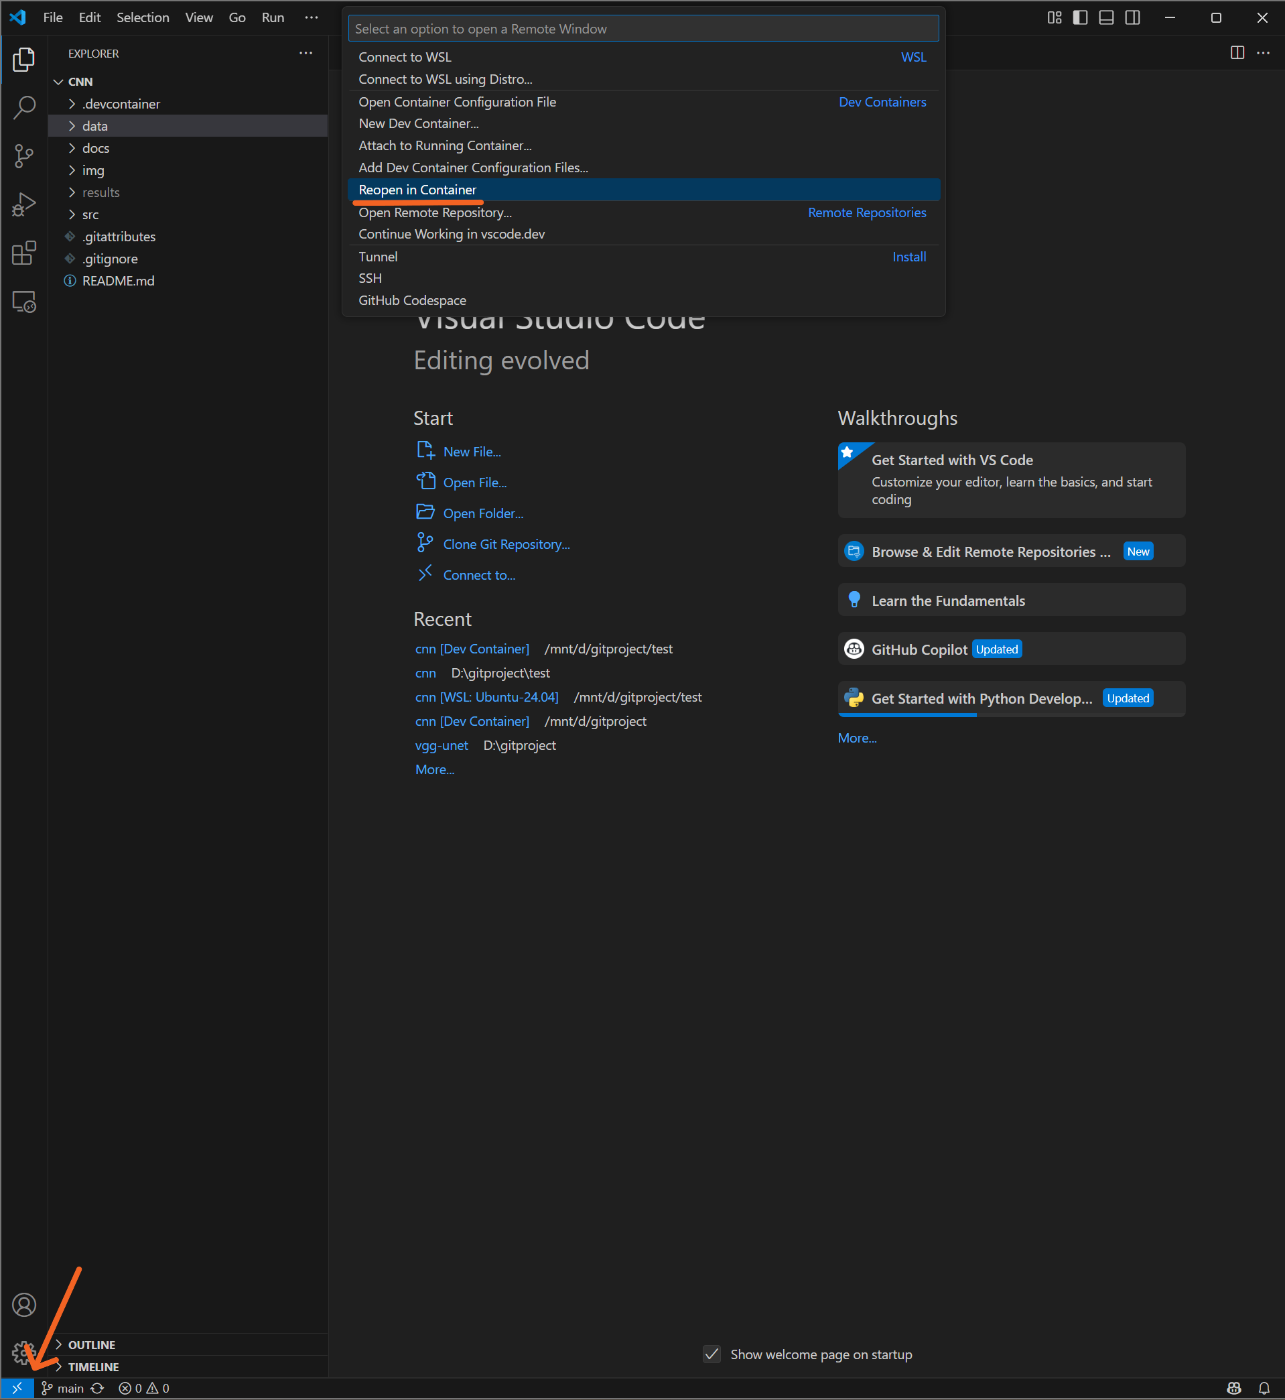 File Edit Selection View Go Run ···
Select an option to open a Remote Window
Connect to WSL WSL
Connect to WSL using Distro...
Open Container Configuration File Dev Containers
New Dev Container...
Attach to Running Container...
Add Dev Container Configuration Files...
Reopen in Container
Open Remote Repository... Remote Repositories
Continue Working in vscode.dev
Tunnel Install
SSH
GitHub Codespace
EXPLORER ···
CNN
.devcontainer
data
docs
img
results
src
.gitattributes
.gitignore
README.md
Visual Studio Code
Editing evolved
Start
New File...
Open File...
Open Folder...
Clone Git Repository...
Connect to...
Recent
cnn [Dev Container] /mnt/d/gitproject/test
cnn D:\gitproject\test
cnn [WSL: Ubuntu-24.04] /mnt/d/gitproject/test
cnn [Dev Container] /mnt/d/gitproject
vgg-unet D:\gitproject
More...
Walkthroughs
Get Started with VS Code
Customize your editor, learn the basics, and start
coding
Browse & Edit Remote Repositories ... New
Learn the Fundamentals
GitHub Copilot Updated
Get Started with Python Develop... Updated
More...
Show welcome page on startup
OUTLINE
TIMELINE
main 0 0